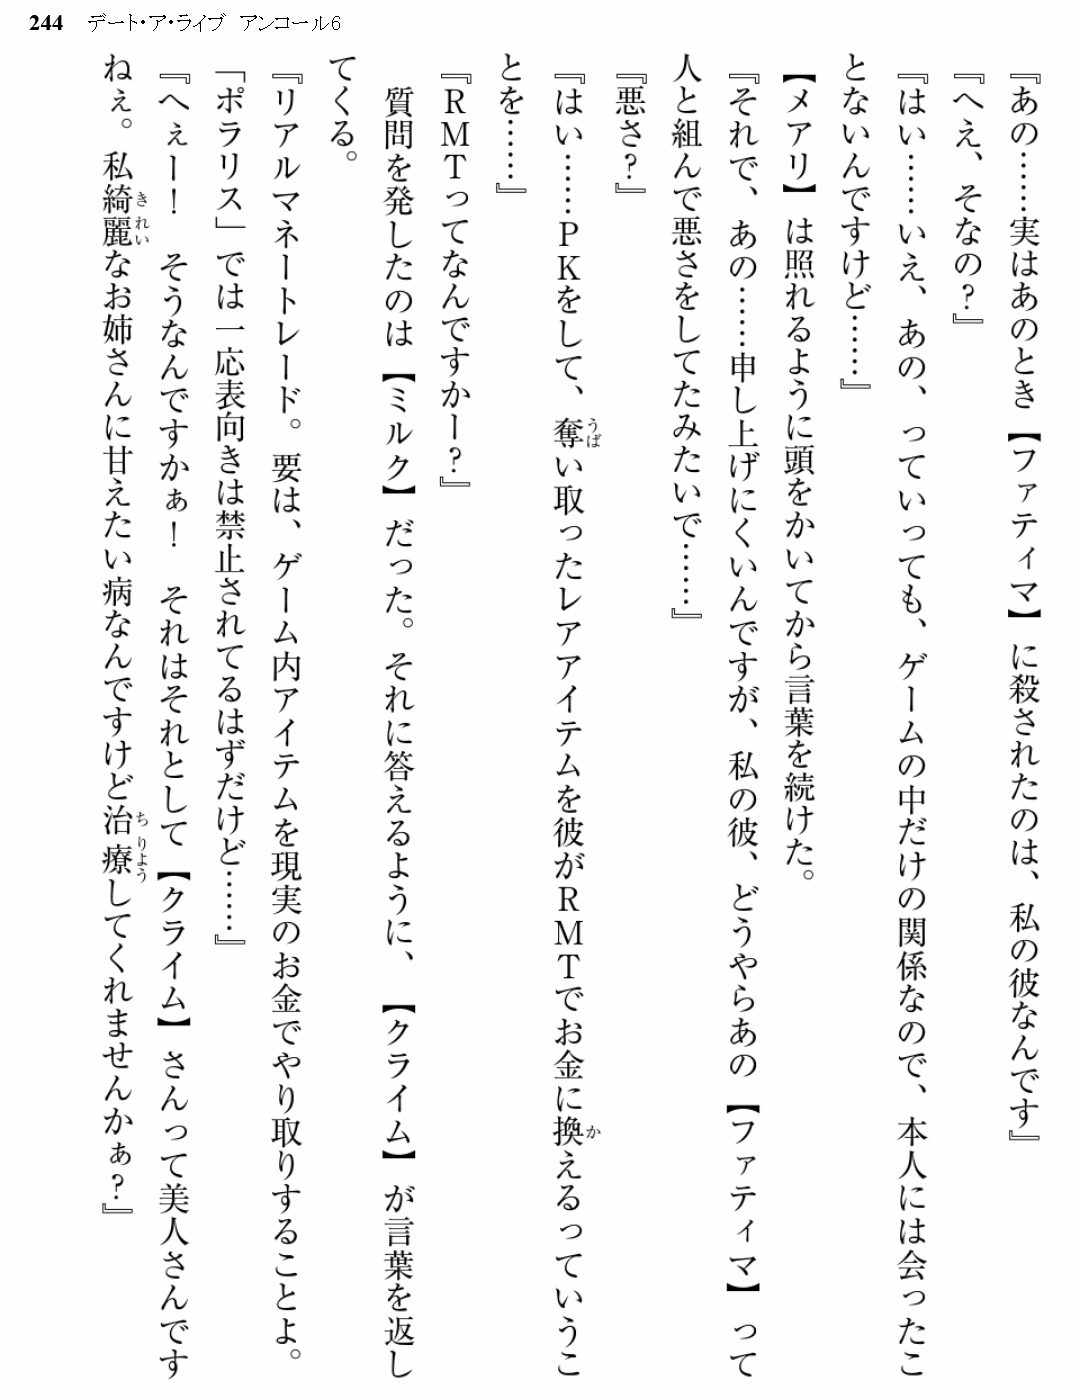 244 デート・ア・ライブ アンコール6
『あの……実はあのとき【ファティマ】に殺されたのは、私の彼なんです』
『へえ、そなの？』
『はい……いえ、あの、っていっても、ゲームの中だけの関係なので、本人には会ったこ
とないんですけど……』
【メアリ】は照れるように頭をかいてから言葉を続けた。
『それで、あの……申し上げにくいんですが、私の彼、どうやらあの【ファティマ】って
人と組んで悪さをしてたみたいで……』
『悪さ？』
『はい……ＰＫをして、奪い取ったレアアイテムを彼がＲＭＴでお金に換えるっていうこ
とを……』
『ＲＭＴってなんですかー？』
　質問を発したのは【ミルク】だった。それに答えるように、【クライム】が言葉を返し
てくる。
『リアルマネートレード。要は、ゲーム内アイテムを現実のお金でやり取りすることよ。
「ポラリス」では一応表向きは禁止されてるはずだけど……』
『へぇー！　そうなんですかぁ！　それはそれとして【クライム】さんって美人さんです
ねぇ。私綺麗なお姉さんに甘えたい病なんですけど治療してくれませんかぁ？』